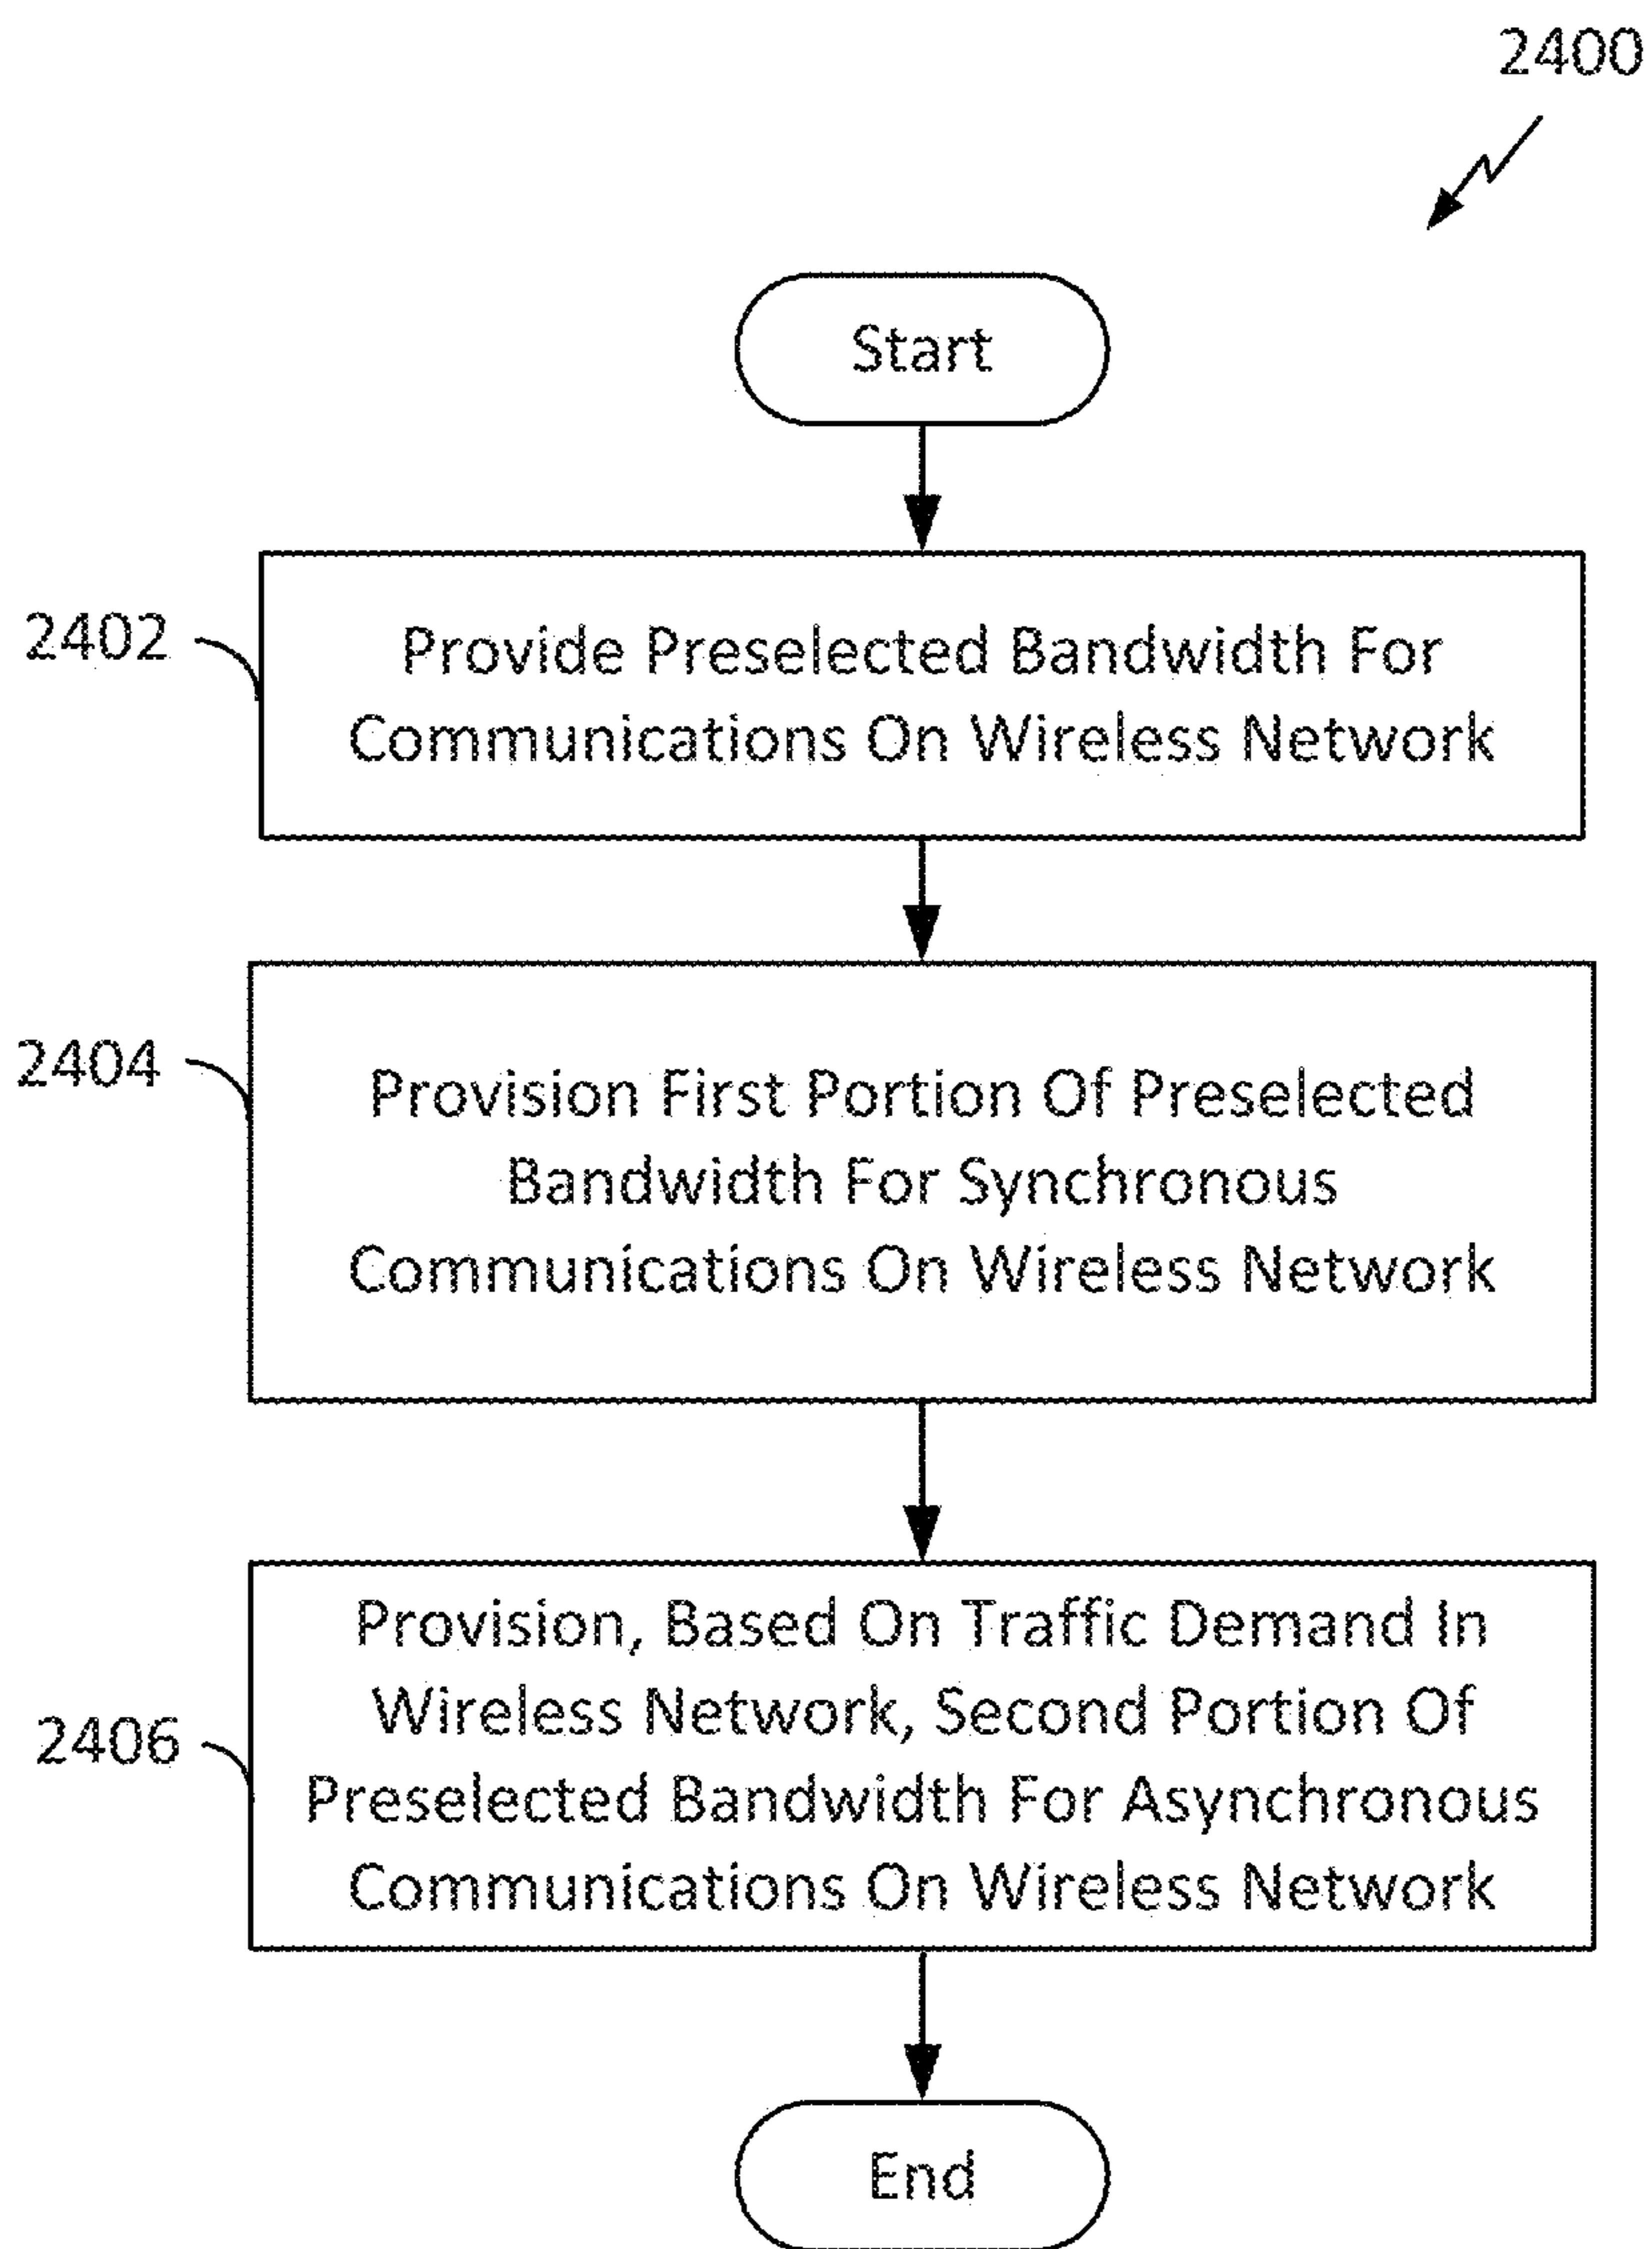 2400
Start
2402
Provide Preselected Bandwidth For
Communications On Wireless Network
2404
Provision First Portion Of Preselected
Bandwidth For Synchronous
Communications On Wireless Network
2406
Provision, Based On Traffic Demand In
Wireless Network, Second Portion Of
Preselected Bandwidth For Asynchronous
Communications On Wireless Network
End